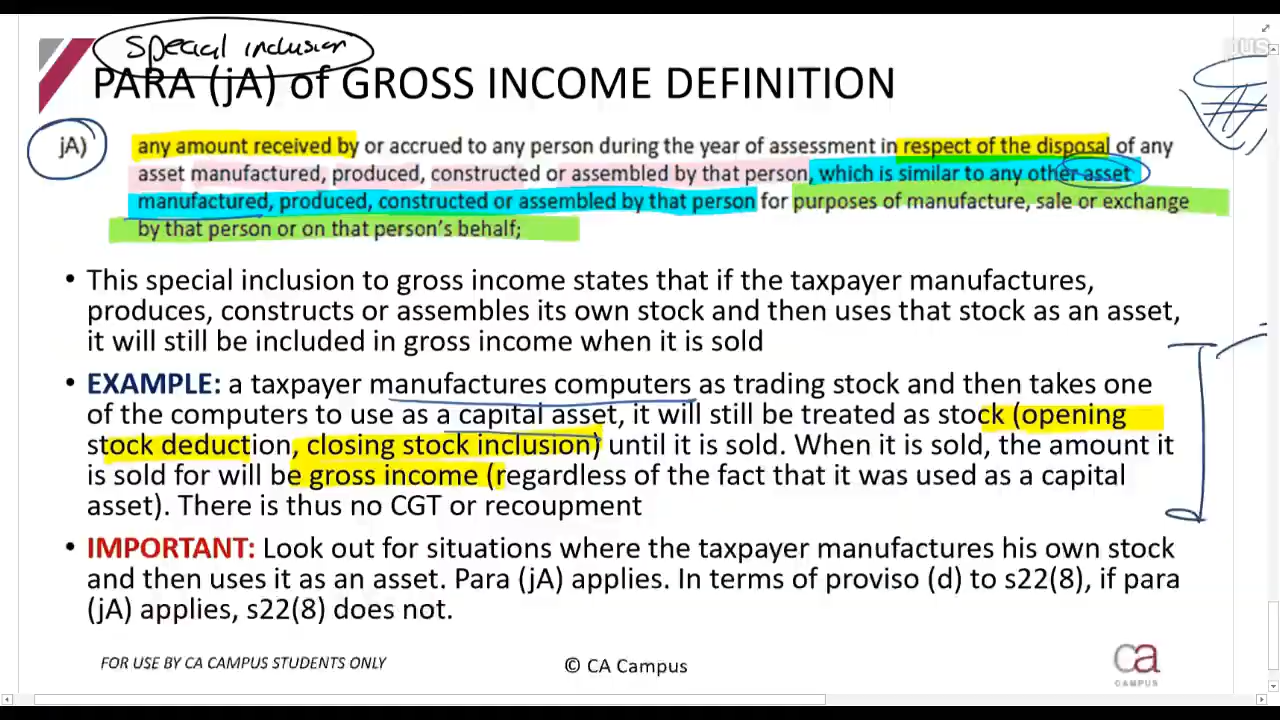 special inclusion
PARA (jA) of GROSS INCOME DEFINITION
jA) any amount received by or accrued to any person during the year of assessment in respect of the disposal of any
asset manufactured, produced, constructed or assembled by that person, which is similar to any other asset
manufactured, produced, constructed or assembled by that person for purposes of manufacture, sale or exchange
by that person or on that person's behalf;
• This special inclusion to gross income states that if the taxpayer manufactures,
produces, constructs or assembles its own stock and then uses that stock as an asset,
it will still be included in gross income when it is sold
• EXAMPLE: a taxpayer manufactures computers as trading stock and then takes one
of the computers to use as a capital asset, it will still be treated as stock (opening
stock deduction, closing stock inclusion) until it is sold. When it is sold, the amount it
is sold for will be gross income (regardless of the fact that it was used as a capital
asset). There is thus no CGT or recoupment
• IMPORTANT: Look out for situations where the taxpayer manufactures his own stock
and then uses it as an asset. Para (jA) applies. In terms of proviso (d) to s22(8), if para
(jA) applies, s22(8) does not.
FOR USE BY CA CAMPUS STUDENTS ONLY
© CA Campus
ca
CAMPUS